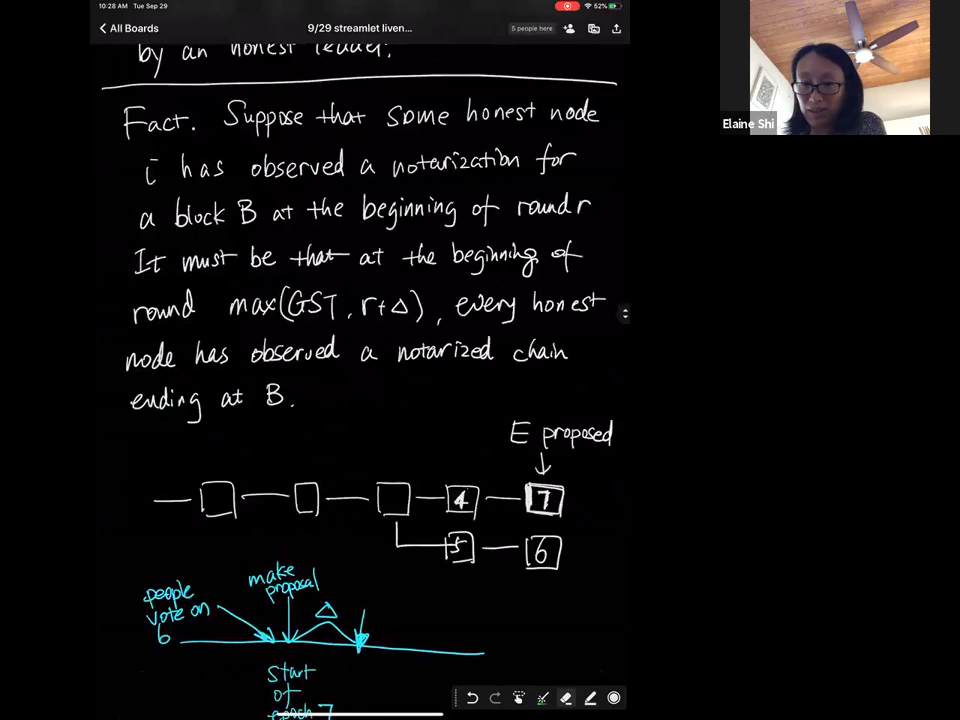 10:28 AM Tue Sep 29
52%
All Boards
9/29 streamlet liven...
5 people here
by an honest leader.
Fact. Suppose that some honest node
i has observed a notarization for
a block B at the beginning of round r
It must be that at the beginning of
round max(GST, r+Δ), every honest
node has observed a notarized chain
ending at B.
E proposed
4
7
5
6
people
vote on
6
make
proposal
Δ
start
of
epoch 7
Elaine Shi